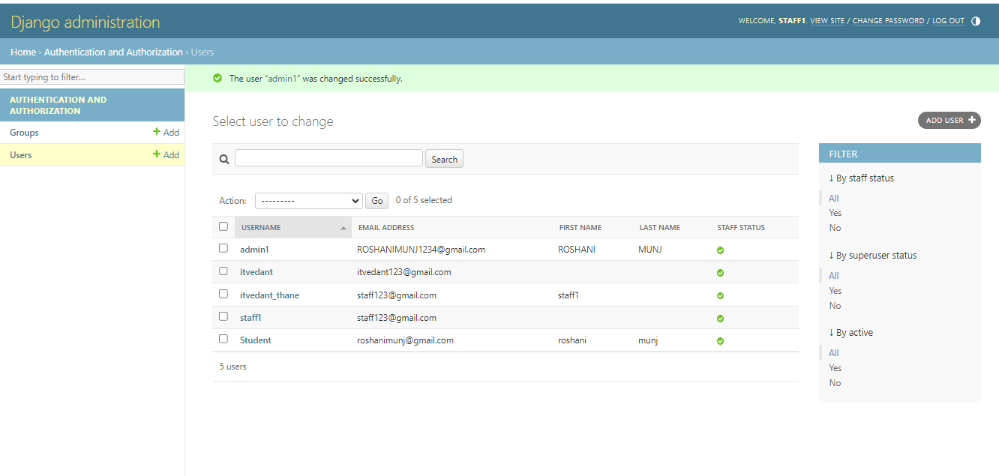 Django administration
WELCOME, STAFF1. VIEW SITE / CHANGE PASSWORD / LOG OUT
Home › Authentication and Authorization › Users
Start typing to filter...
AUTHENTICATION AND
AUTHORIZATION
Groups + Add
Users + Add
The user “admin1” was changed successfully.
Select user to change
ADD USER +
Search
Action: --------- Go 0 of 5 selected
USERNAME EMAIL ADDRESS FIRST NAME LAST NAME STAFF STATUS
admin1 ROSHANIMUNJ1234@gmail.com ROSHANI MUNJ
itvedant itvedant123@gmail.com
itvedant_thane staff123@gmail.com staff1
staff1 staff123@gmail.com
Student roshanimunj@gmail.com roshani munj
5 users
FILTER
↓ By staff status
All
Yes
No
↓ By superuser status
All
Yes
No
↓ By active
All
Yes
No